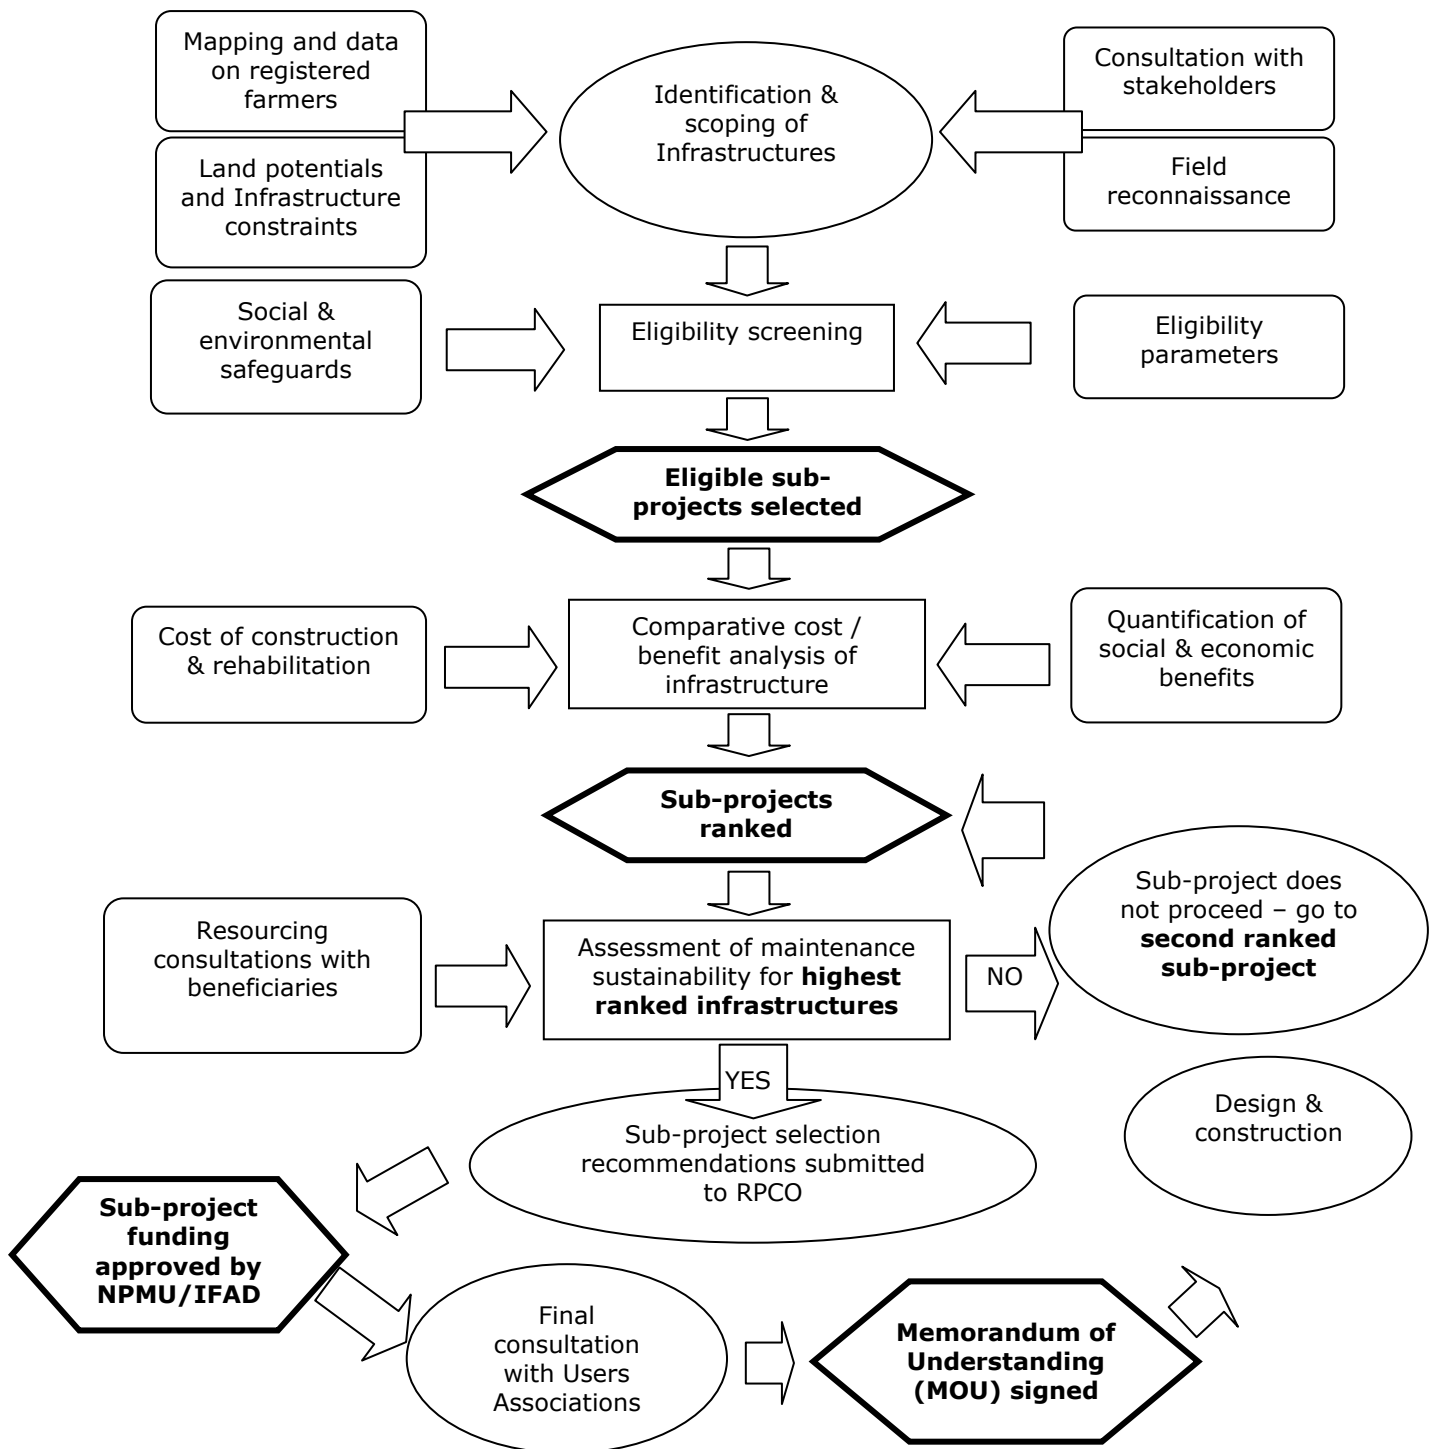 Mapping and data
on registered
farmers
Identification &
scoping of
Infrastructures
Consultation with
stakeholders
Land potentials
and Infrastructure
constraints
Field
reconnaissance
Social &
environmental
safeguards
Eligibility screening
Eligibility
parameters
Eligible sub-
projects selected
Cost of construction
& rehabilitation
Comparative cost /
benefit analysis of
infrastructure
Quantification of
social & economic
benefits
Sub-projects
ranked
Sub-project does
not proceed – go to
second ranked
sub-project
Resourcing
consultations with
beneficiaries
Assessment of maintenance
sustainability for highest
ranked infrastructures
NO
YES
Design &
construction
Sub-project selection
recommendations submitted
to RPCO
Sub-project
funding
approved by
NPMU/IFAD
Final
consultation
with Users
Associations
Memorandum of
Understanding
(MOU) signed